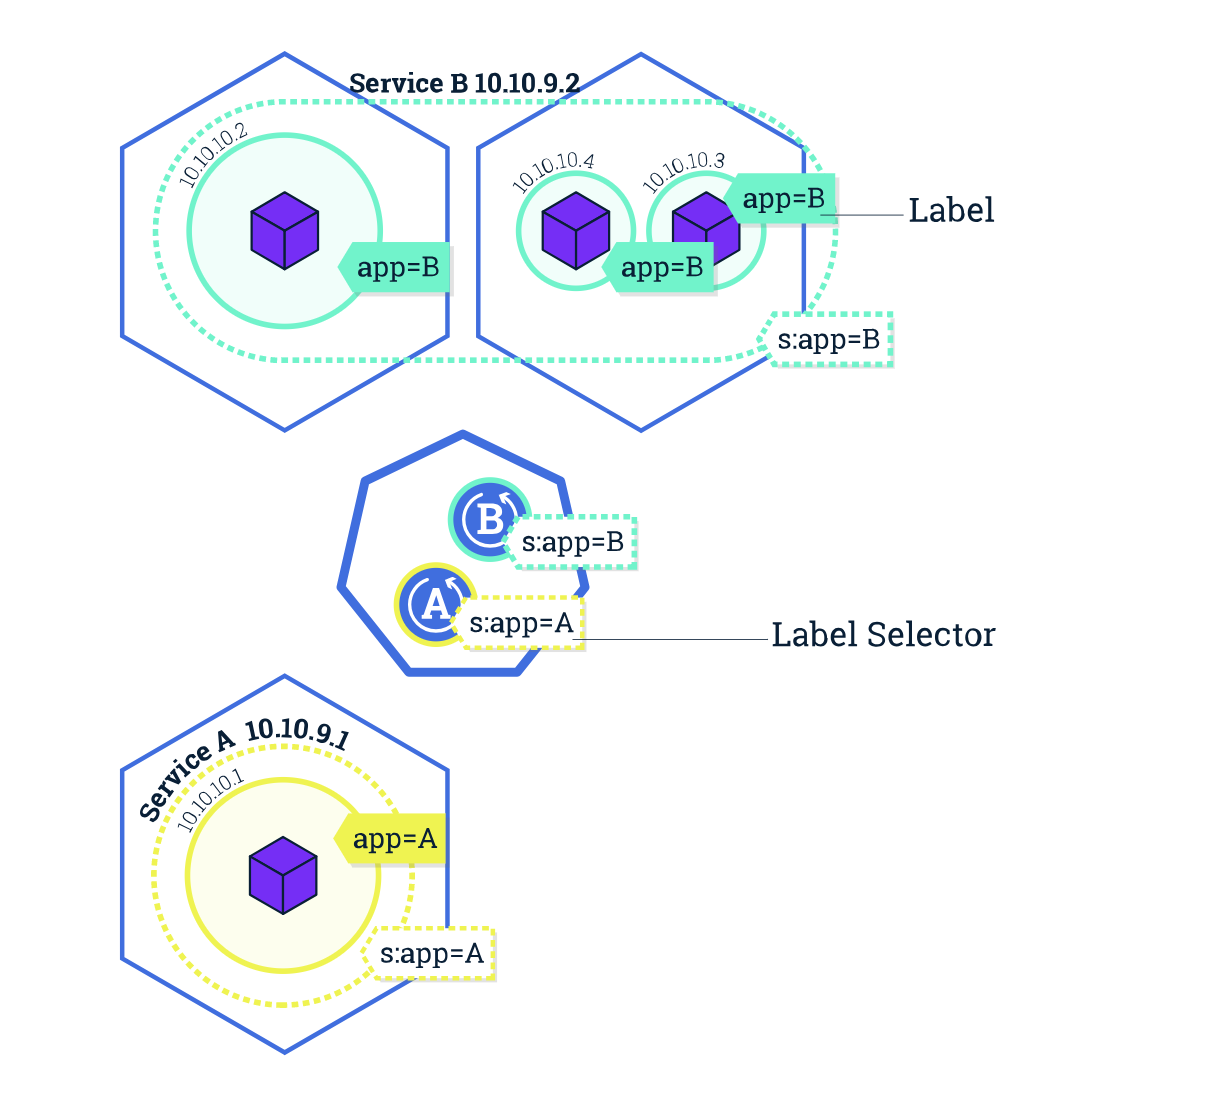 Service B 10.10.9.2
10.10.10.2
10.10.10.4
10.10.10.3
app=B
Label
app=B
app=B
s:app=B
B
s:app=B
A
s:app=A
Label Selector
Service A 10.10.9.1
10.10.10.1
app=A
s:app=A